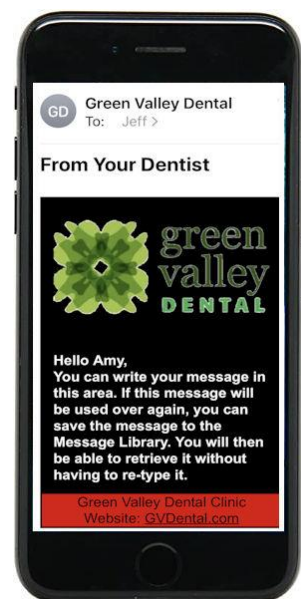 GD
Green Valley Dental
To: Jeff >
From Your Dentist
green
valley
DENTAL
Hello Amy,
You can write your message in
this area. If this message will
be used over again, you can
save the message to the
Message Library. You will then
be able to retrieve it without
having to re-type it.
Green Valley Dental Clinic
Website: GVDental.com